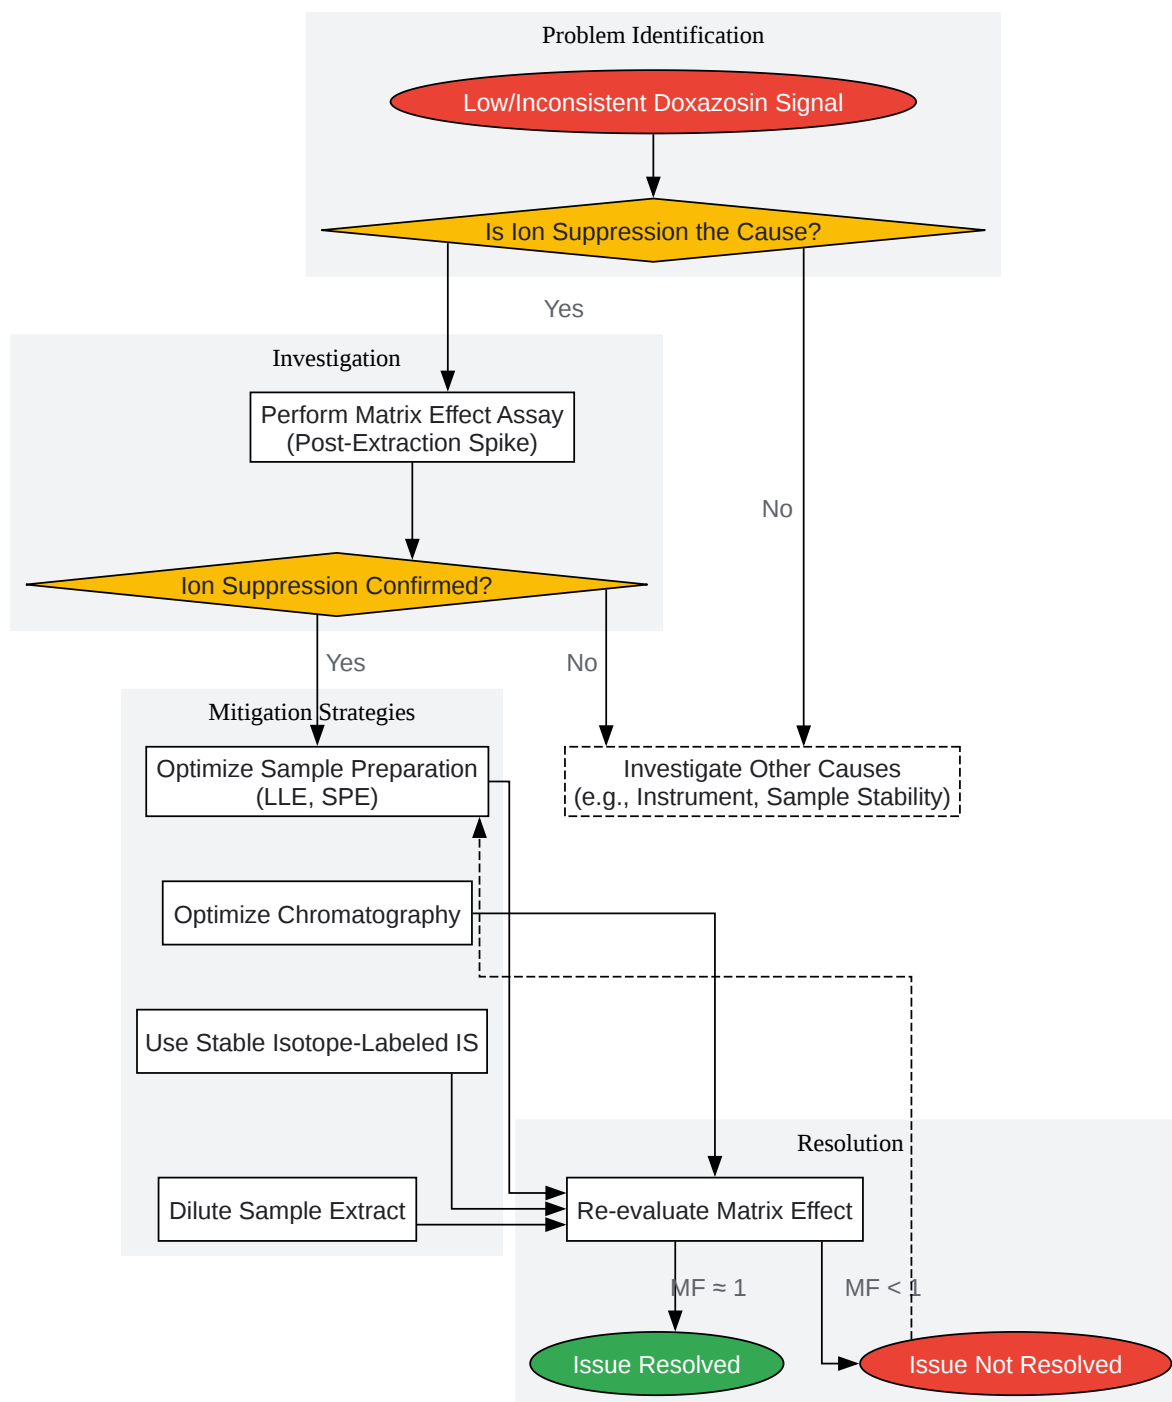 Problem Identification
Low/Inconsistent Doxazosin Signal
Is Ion Suppression the Cause?
Yes
Investigation
Perform Matrix Effect Assay
(Post-Extraction Spike)
No
Ion Suppression Confirmed?
Yes
No
Mitigation Strategies
Optimize Sample Preparation
(LLE, SPE)
Investigate Other Causes
(e.g., Instrument, Sample Stability)
Optimize Chromatography
Use Stable Isotope-Labeled IS
Resolution
Dilute Sample Extract
Re-evaluate Matrix Effect
MF ≈ 1
MF < 1
Issue Resolved
Issue Not Resolved